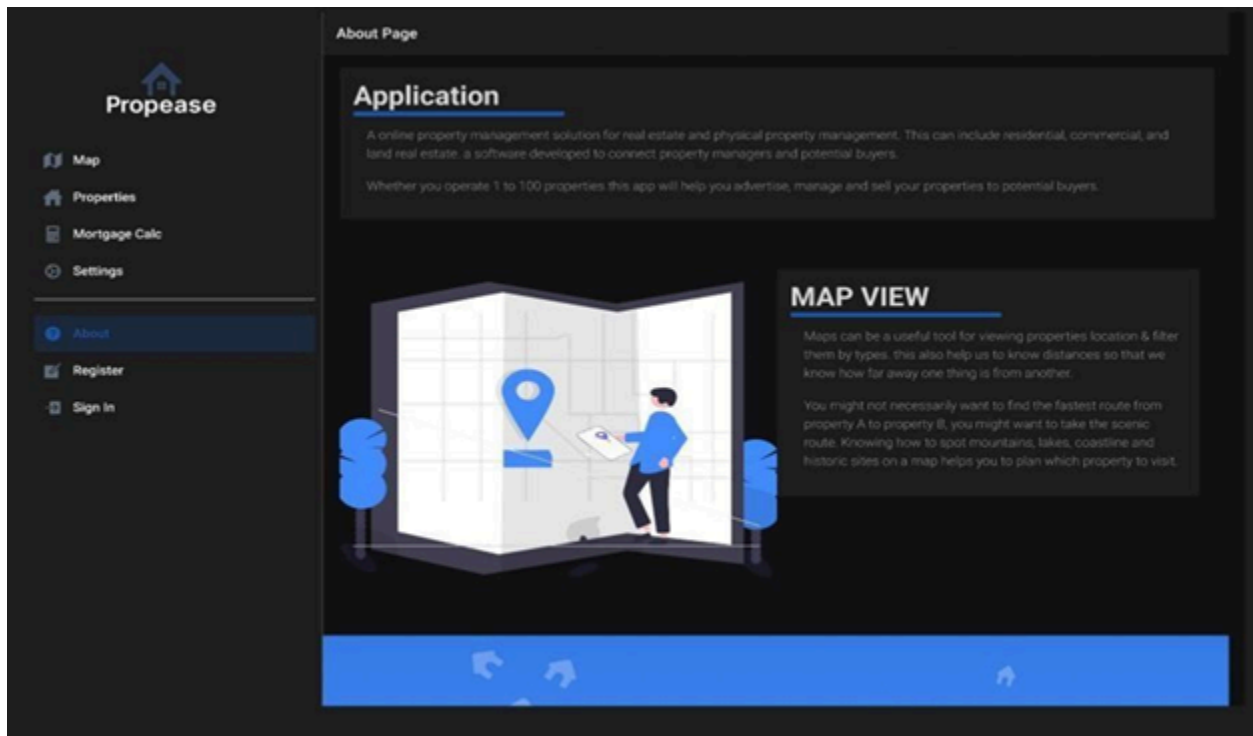 Propease
Map
Properties
Mortgage Calc
Settings
About
Register
Sign In
About Page
Application
A online property management solution for real estate and physical property management. This can include residential, commercial, and
land real estate. a software developed to connect property managers and potential buyers.
Whether you operate 1 to 100 properties this app will help you advertise, manage and sell your properties to potential buyers.
MAP VIEW
Maps can be a useful tool for viewing properties location & filter
them by types. this also help us to know distances so that we
know how far away one thing is from another.
You might not necessarily want to find the fastest route from
property A to property B, you might want to take the scenic
route. Knowing how to spot mountains, lakes, coastline and
historic sites on a map helps you to plan which property to visit.